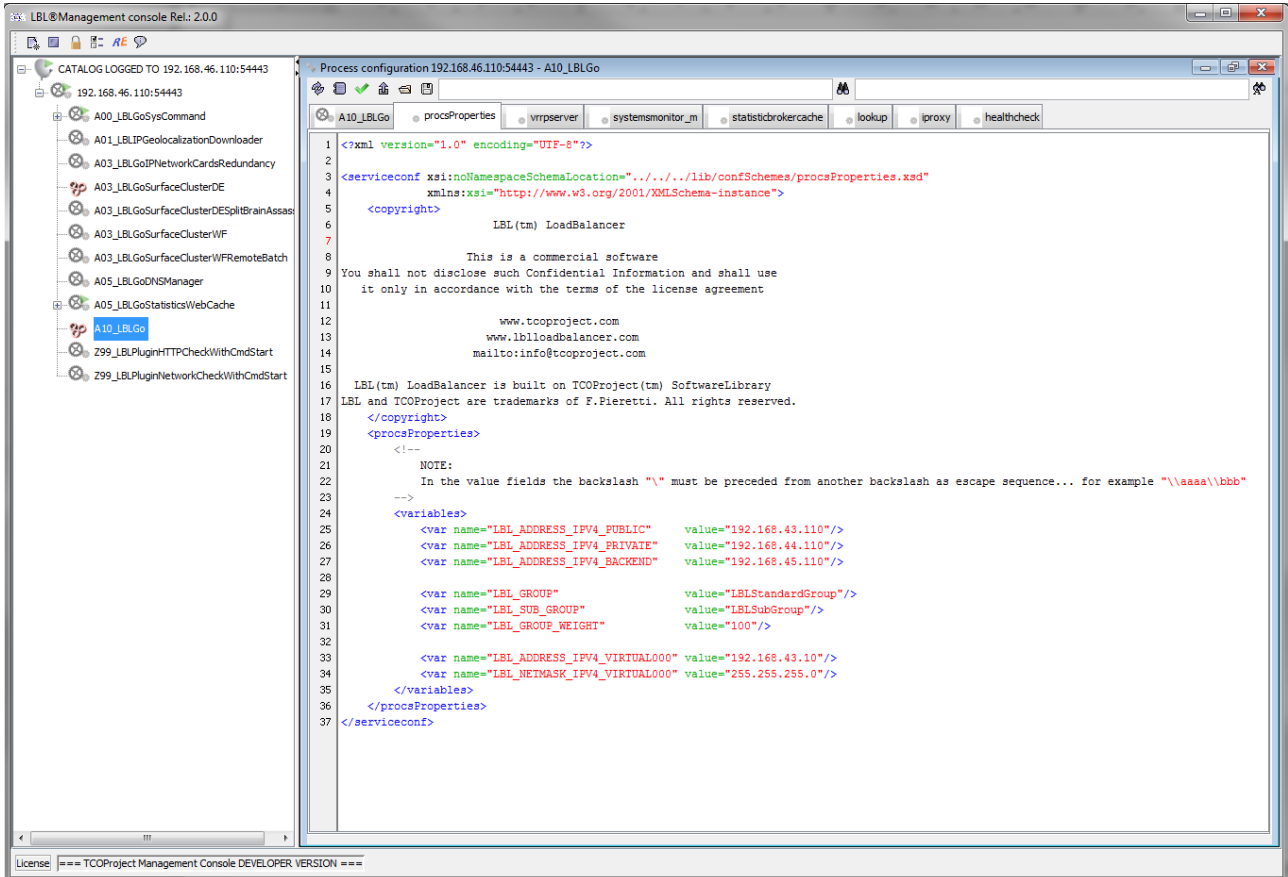 LBL®Management console Rel.: 2.0.0
RE
CATALOG LOGGED TO 192.168.46.110:54443
192.168.46.110:54443
A00_LBLGoSysCommand
A01_LBLIPGeolocalizationDownloader
A03_LBLGoIPNetworkCardsRedundancy
A03_LBLGoSurfaceClusterDE
A03_LBLGoSurfaceClusterDESplitBrainAssass
A03_LBLGoSurfaceClusterWF
A03_LBLGoSurfaceClusterWFRemoteBatch
A05_LBLGoDNSManager
A05_LBLGoStatisticsWebCache
A10_LBLGo
Z99_LBLPluginHTTPCheckWithCmdStart
Z99_LBLPluginNetworkCheckWithCmdStart
Process configuration 192.168.46.110:54443 - A10_LBLGo
A10_LBLGo procsProperties vrrpserver systemsmonitor_m statisticbrokercache lookup iproxy healthcheck
1 <?xml version="1.0" encoding="UTF-8"?>
2
3 <serviceconf xsi:noNamespaceSchemaLocation="../../../lib/confSchemes/procsProperties.xsd"
4 xmlns:xsi="http://www.w3.org/2001/XMLSchema-instance">
5 <copyright>
6 LBL(tm) LoadBalancer
7
8 This is a commercial software
9 You shall not disclose such Confidential Information and shall use
10 it only in accordance with the terms of the license agreement
11
12 www.tcoproject.com
13 www.lblloadbalancer.com
14 mailto:info@tcoproject.com
15
16 LBL(tm) LoadBalancer is built on TCOProject(tm) SoftwareLibrary
17 LBL and TCOProject are trademarks of F.Pieretti. All rights reserved.
18 </copyright>
19 <procsProperties>
20 <!--
21 NOTE:
22 In the value fields the backslash "\" must be preceded from another backslash as escape sequence... for example "\\aaaa\\bbb"
23 -->
24 <variables>
25 <var name="LBL_ADDRESS_IPV4_PUBLIC" value="192.168.43.110"/>
26 <var name="LBL_ADDRESS_IPV4_PRIVATE" value="192.168.44.110"/>
27 <var name="LBL_ADDRESS_IPV4_BACKEND" value="192.168.45.110"/>
28
29 <var name="LBL_GROUP" value="LBLStandardGroup"/>
30 <var name="LBL_SUB_GROUP" value="LBLSubGroup"/>
31 <var name="LBL_GROUP_WEIGHT" value="100"/>
32
33 <var name="LBL_ADDRESS_IPV4_VIRTUAL000" value="192.168.43.10"/>
34 <var name="LBL_NETMASK_IPV4_VIRTUAL000" value="255.255.255.0"/>
35 </variables>
36 </procsProperties>
37 </serviceconf>
License === TCOProject Management Console DEVELOPER VERSION ===